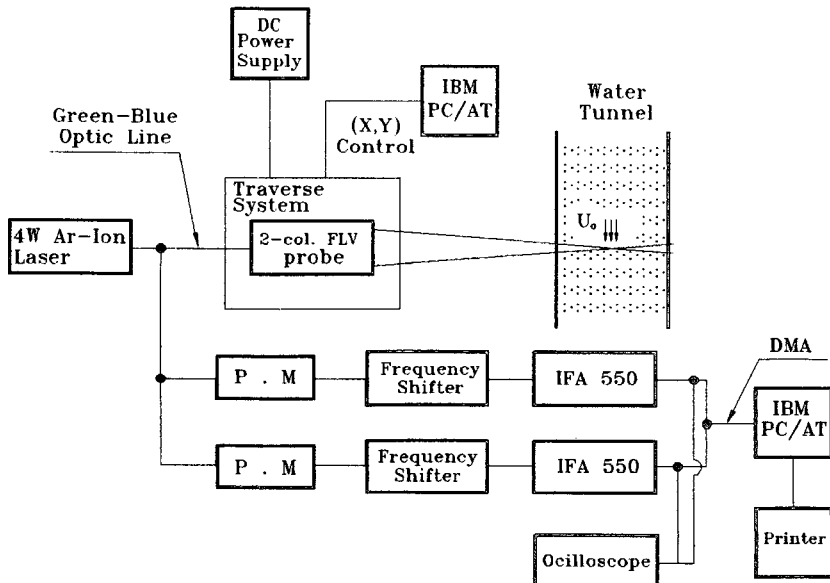 DC
Power
Supply
IBM
PC/AT
Water
Tunnel
Green-Blue
Optic Line
(X,Y)
Control
Traverse
System
U₀
4W Ar-Ion
Laser
2-col. FLV
probe
DMA
P . M
Frequency
Shifter
IFA 550
IBM
PC/AT
P . M
Frequency
Shifter
IFA 550
Ocilloscope
Printer